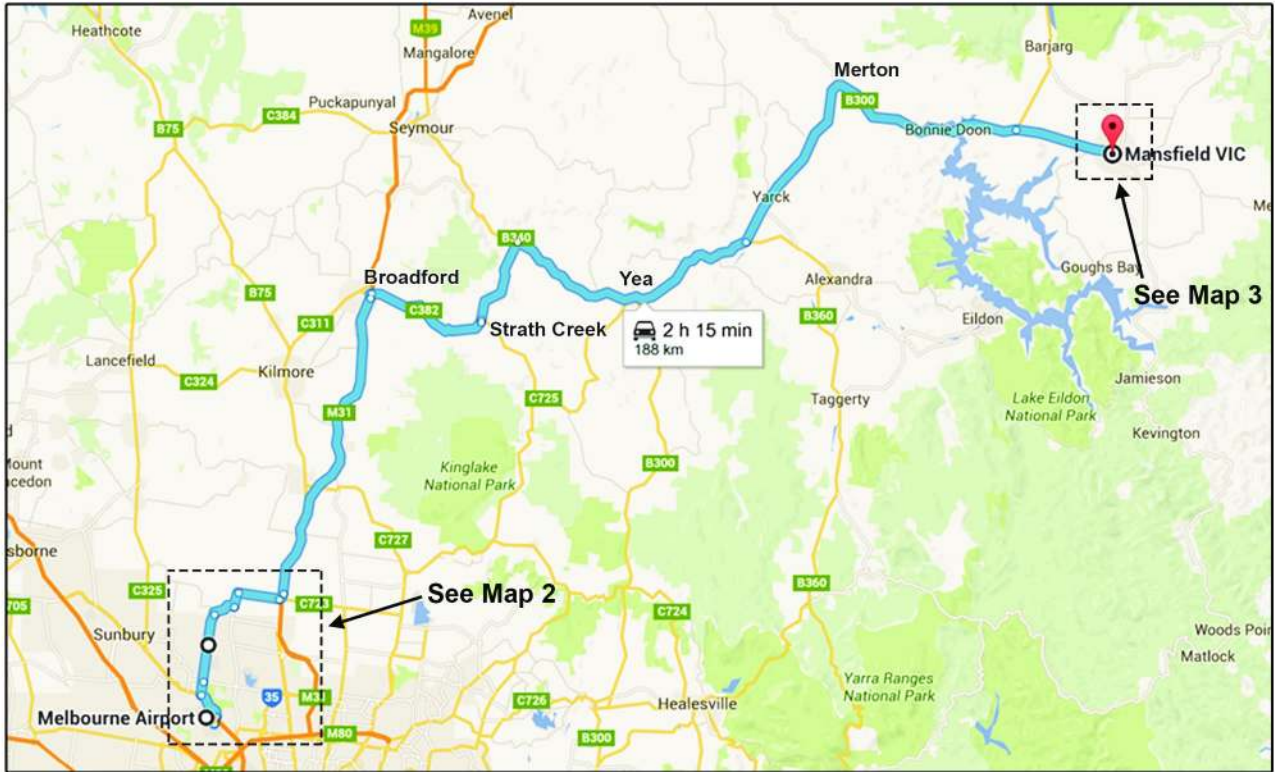 Avenel
Heathcote
M39
Barjarg
Mangalore
Merton
Puckapunyal
B300
C384
B75
Seymour
Bonnie Doon
Mansfield VIC
Yarck
B340
Goughs Bay
Broadford
Yea
Alexandra
B75
See Map 3
C382
C311
Strath Creek
2 h 15 min
188 km
B360
Eildon
Lancefield
Kilmore
C324
Jamieson
C725
Taggerty
Lake Eildon
National Park
M31
Kevington
Kinglake
National Park
B300
C727
B360
C325
See Map 2
C723
C724
Sunbury
Matlock
Yarra Ranges
National Park
35
C726
Healesville
Melbourne Airport
M80
B300